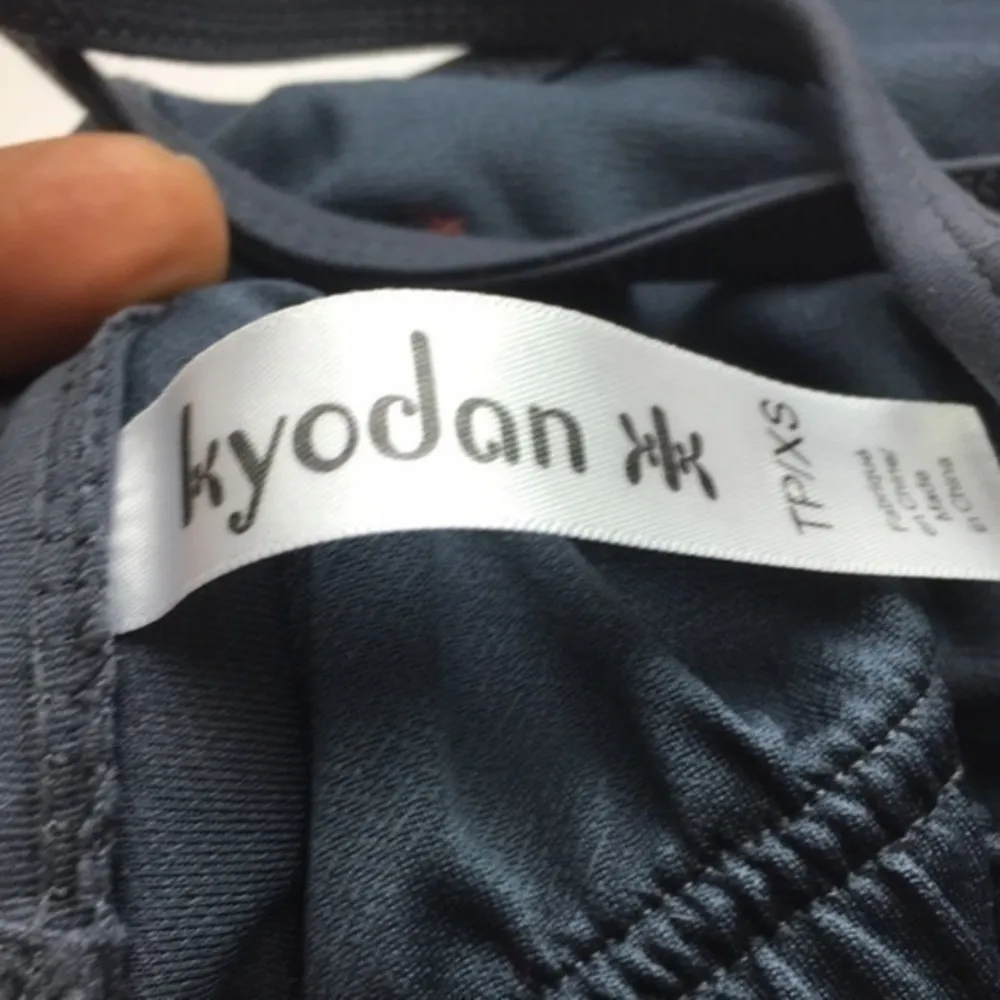 kyodan
TP/XS
Fabriqué
en Chine
Made
in China